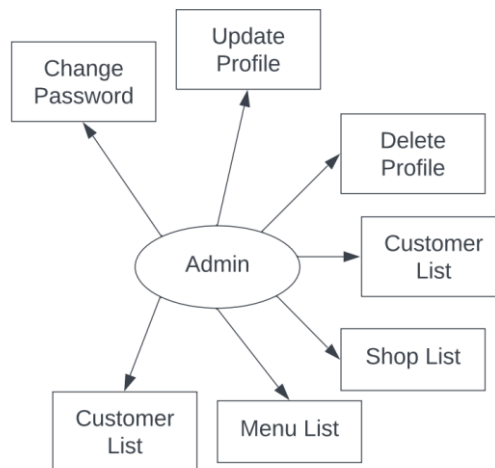 Update
Profile
Change
Password
Delete
Profile
Admin
Customer
List
Shop List
Customer
List
Menu List